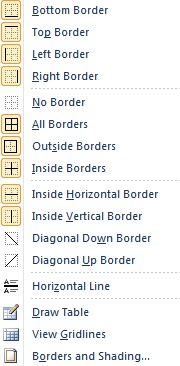 Bottom Border
Top Border
Left Border
Right Border
No Border
All Borders
Outside Borders
Inside Borders
Inside Horizontal Border
Inside Vertical Border
Diagonal Down Border
Diagonal Up Border
Horizontal Line
Draw Table
View Gridlines
Borders and Shading...